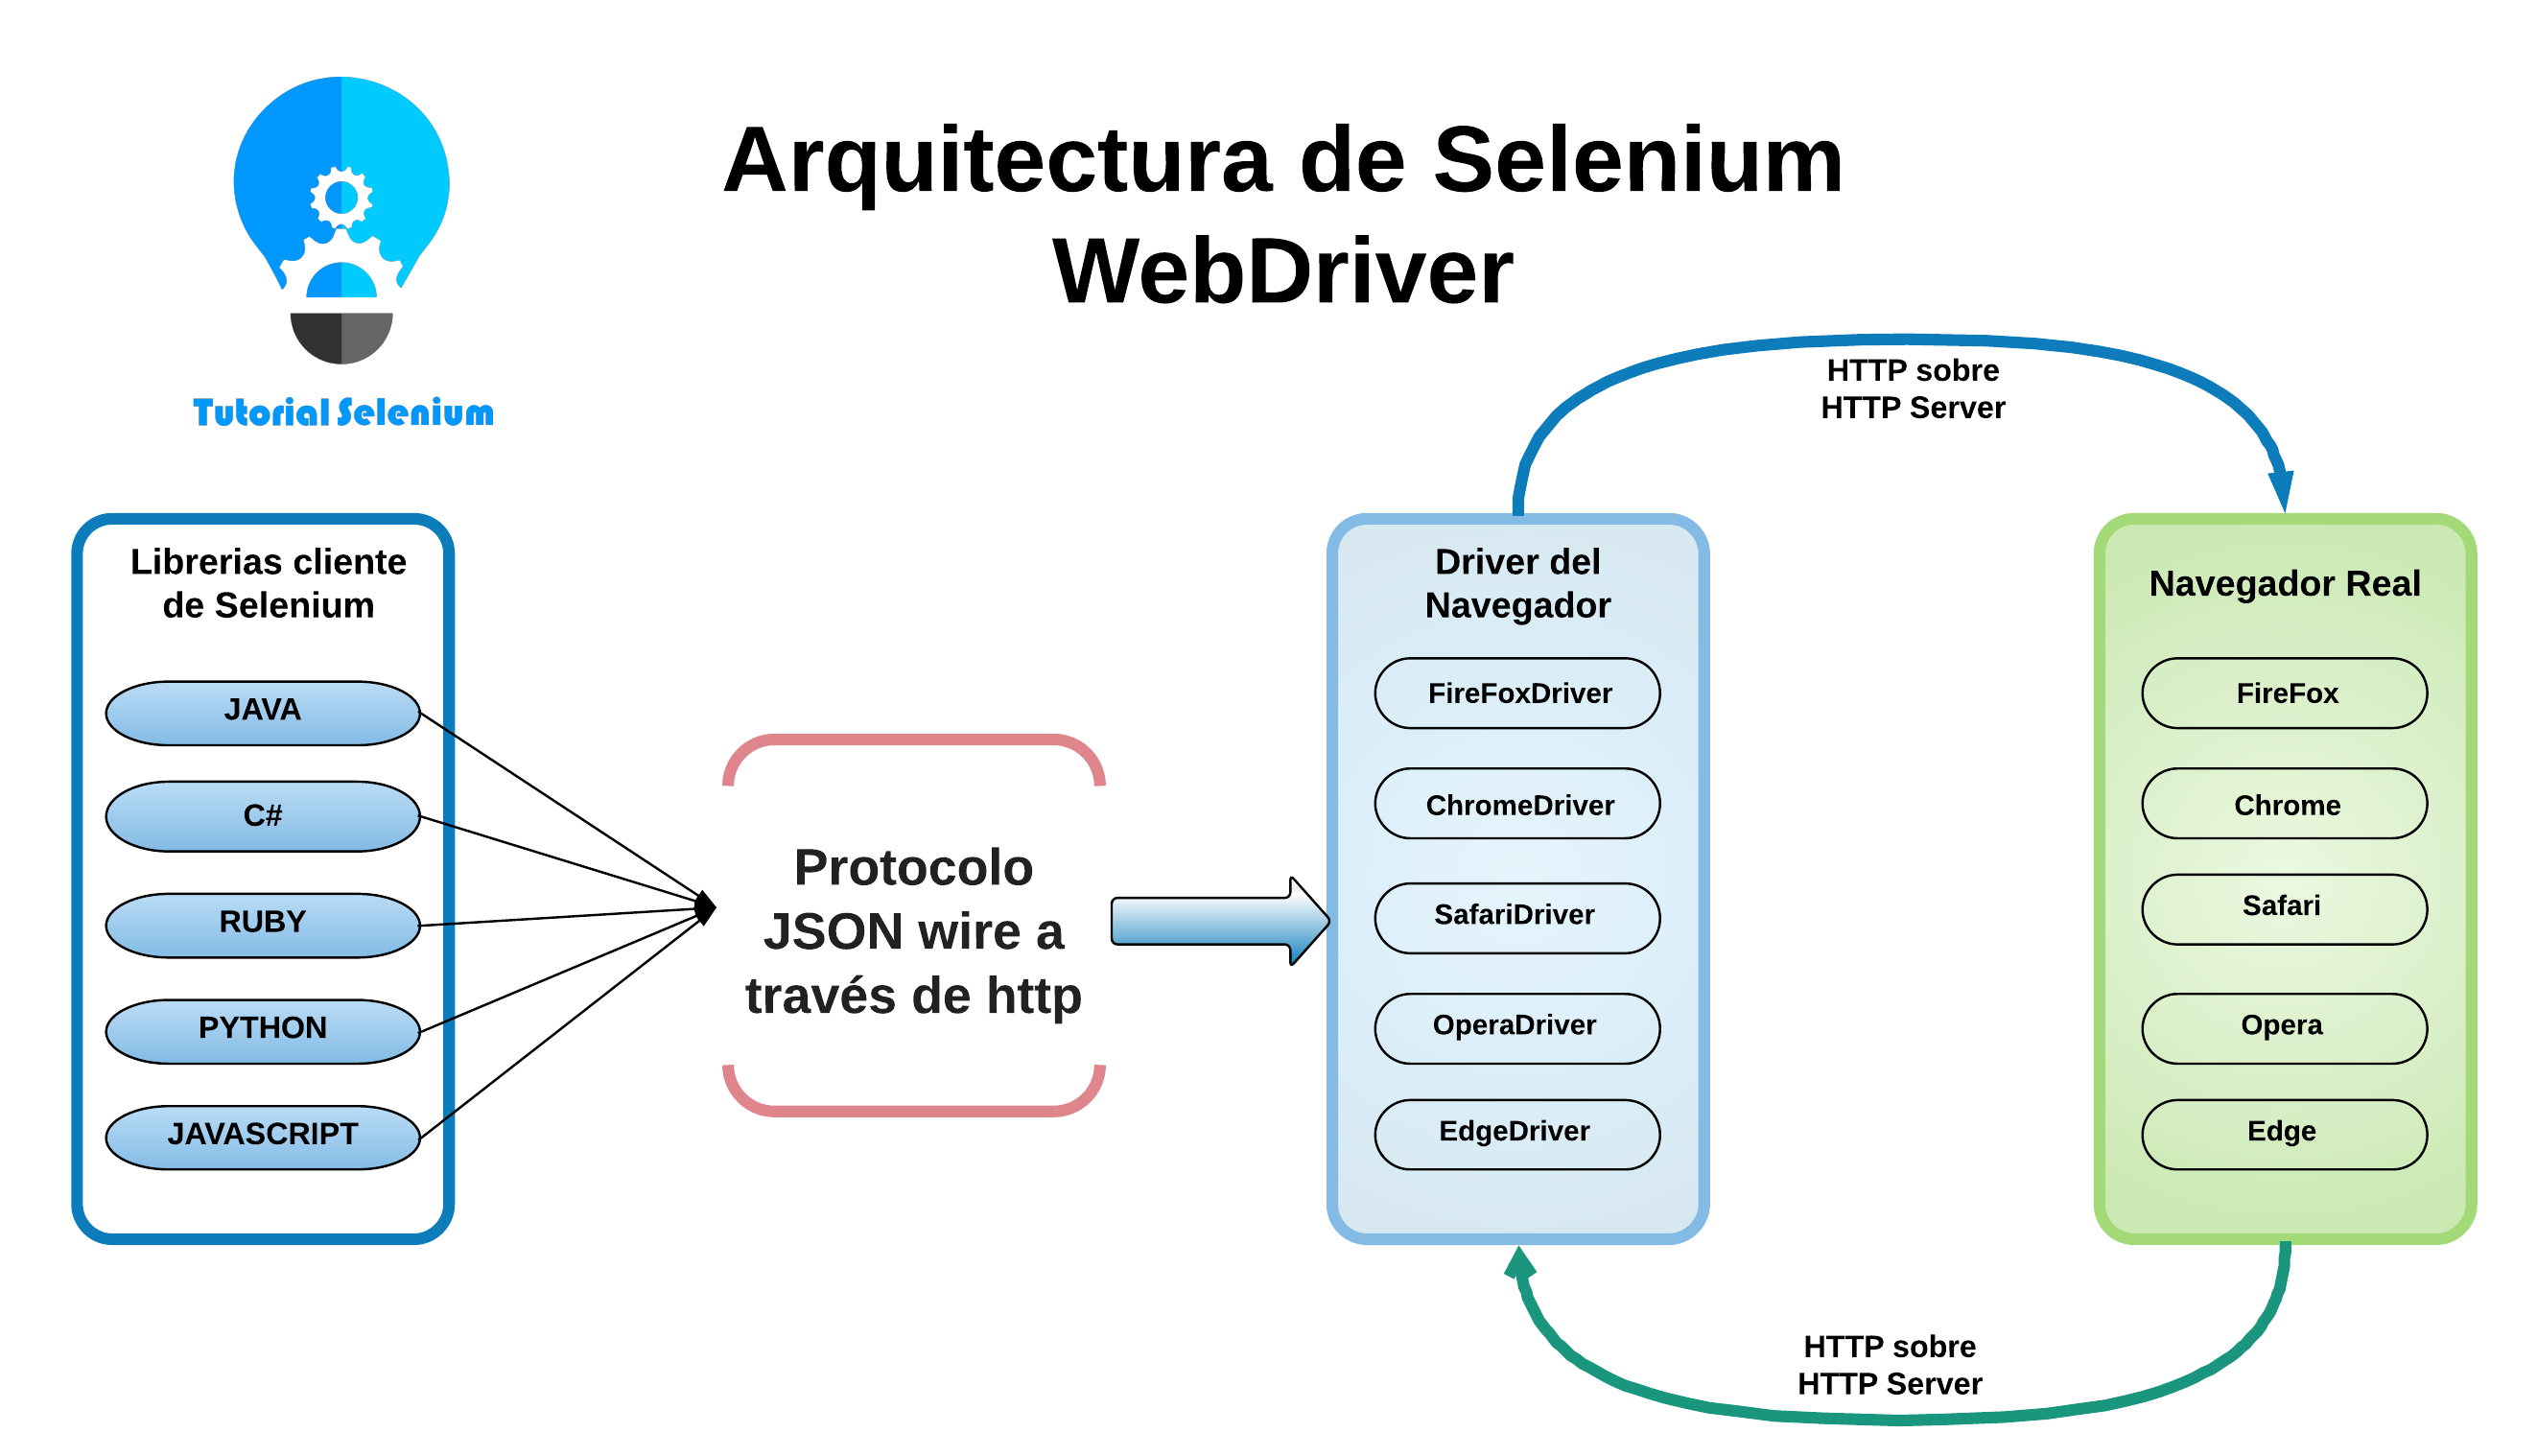 Arquitectura de Selenium
WebDriver
Tutorial Selenium
HTTP sobre
HTTP Server
Librerias cliente
de Selenium
JAVA
C#
RUBY
PYTHON
JAVASCRIPT
Protocolo
JSON wire a
través de http
Driver del
Navegador
FireFoxDriver
ChromeDriver
SafariDriver
OperaDriver
EdgeDriver
Navegador Real
FireFox
Chrome
Safari
Opera
Edge
HTTP sobre
HTTP Server